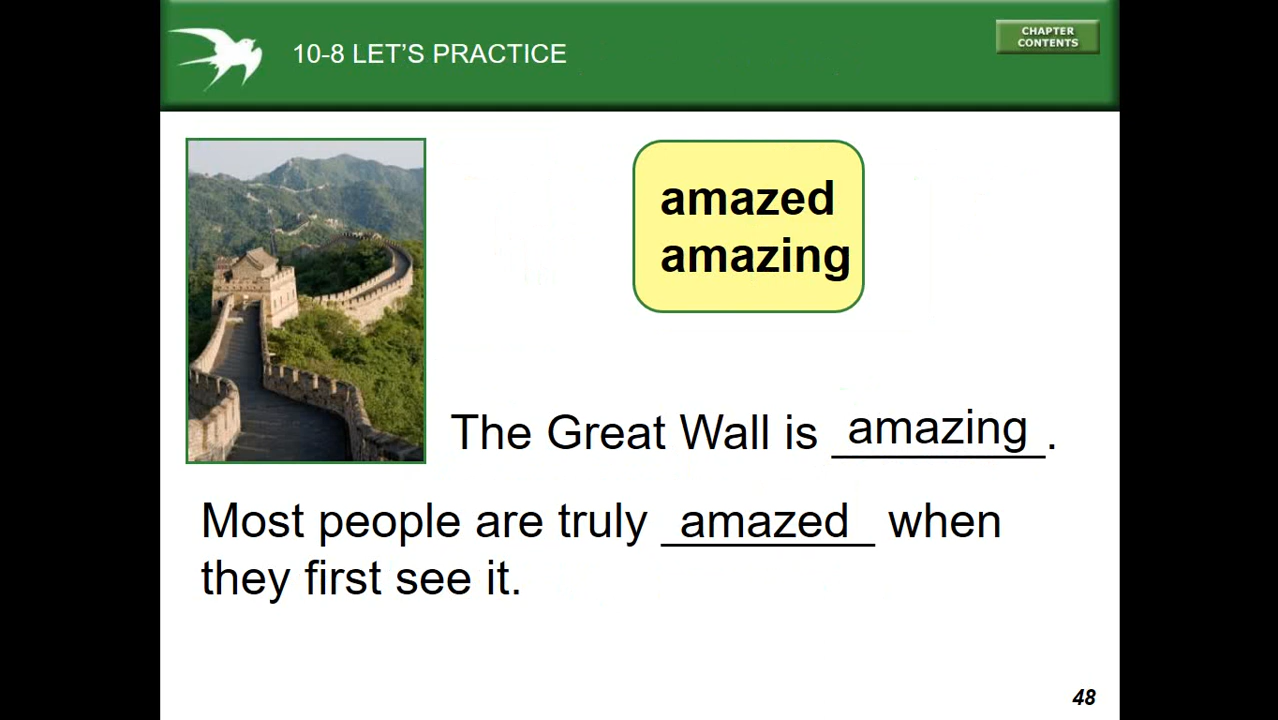 10-8 LET’S PRACTICE
CHAPTER
CONTENTS
amazed
amazing
The Great Wall is amazing.
Most people are truly amazed when
they first see it.
48